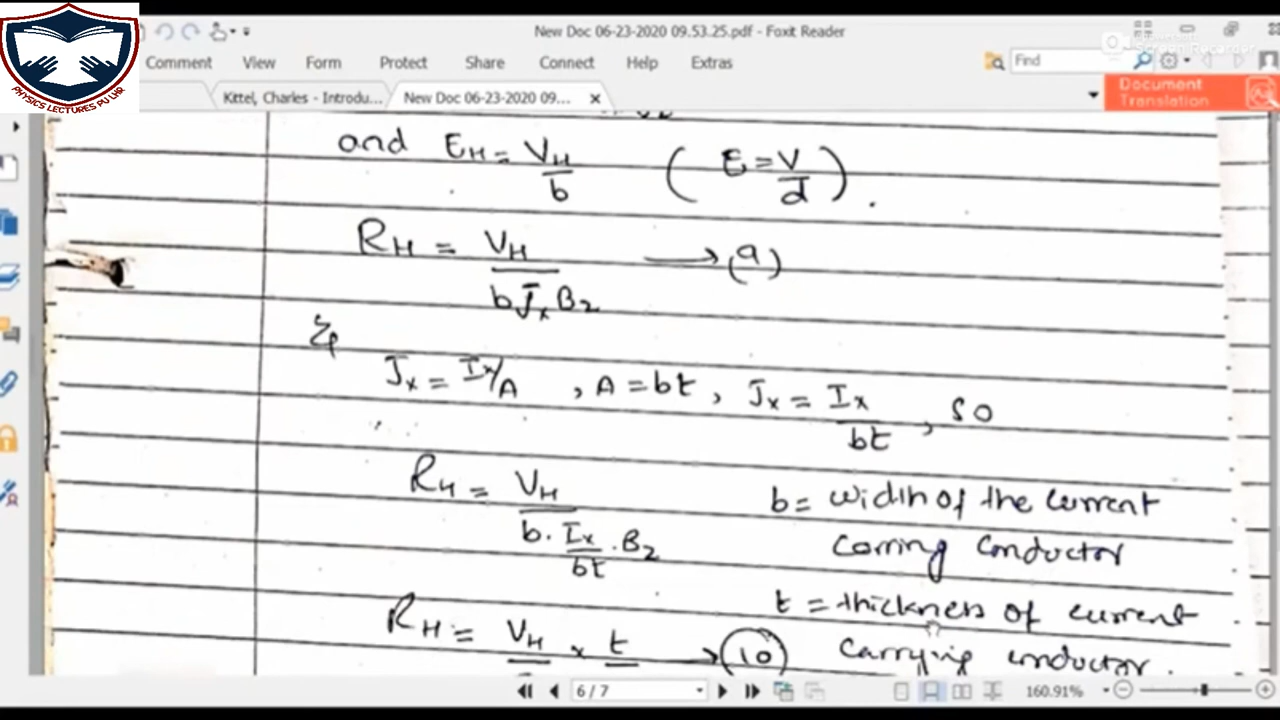 New Doc 06-23-2020 09.53.25.pdf - Foxit Reader
Comment View Form Protect Share Connect Help Extras
Find
Screen Recorder
Kittel, Charles - Introdu... New Doc 06-23-2020 09...
Document
Translation
PHYSICS LECTURES PU LHR
and E_H = V_H/b ( E = V/d ).
R_H = V_H / b J_x B_z → (9)
J_x = I_x/A , A = bt , J_x = I_x/bt , so
R_H = V_H / b. I_x/bt . B_z
b = width of the current
corring conductor
t = thickness of current
carrying conductor.
R_H = V_H × t → (10)
6 / 7
160.91%